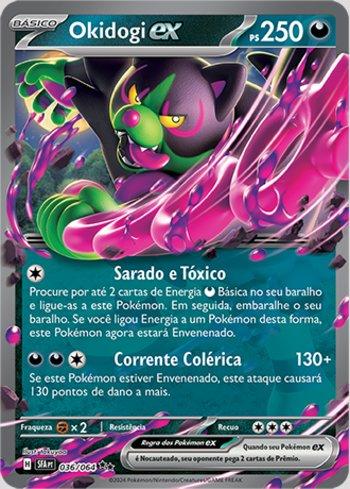 BÁSICO
Okidogi ex PS 250
Sarado e Tóxico
Procure por até 2 cartas de Energia Básica no seu baralho
e ligue-as a este Pokémon. Em seguida, embaralhe o seu
baralho. Se você ligou Energia a um Pokémon desta forma,
este Pokémon agora estará Envenenado.
Corrente Colérica 130+
Se este Pokémon estiver Envenenado, este ataque causará
130 pontos de dano a mais.
Fraqueza x2 Resistência Recuo
Regra dos Pokémon ex
Quando seu Pokémon ex
é Nocauteado, seu oponente pega 2 cartas de Prêmio.
H SFA PT 036/064
©2024 Pokémon/Nintendo/Creatures/GAME FREAK